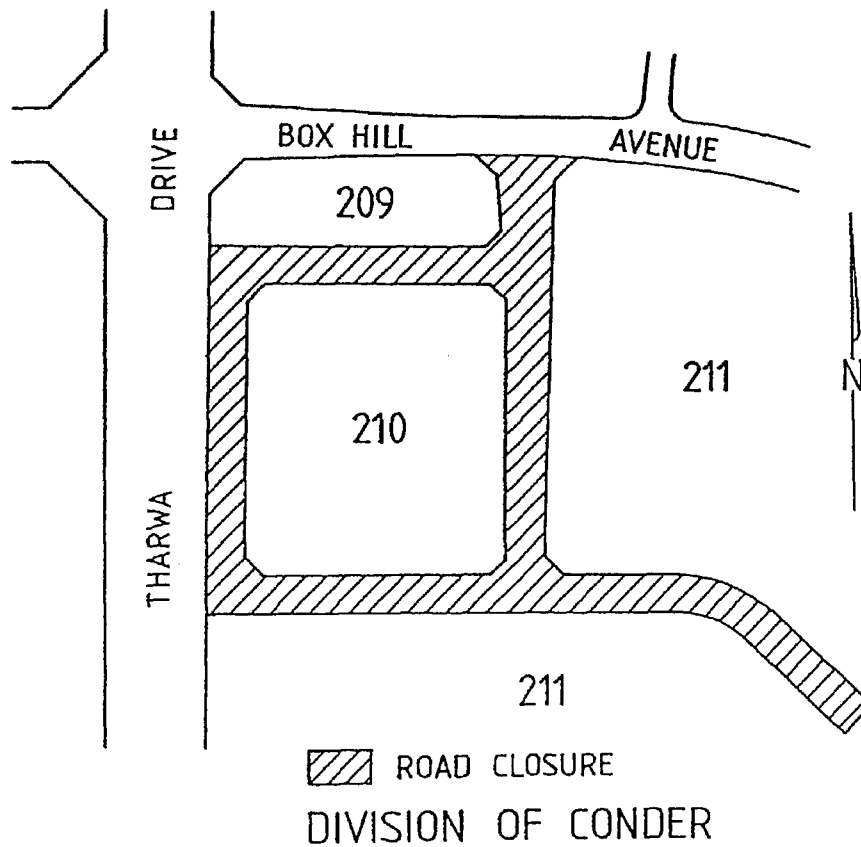 BOX HILL
AVENUE
DRIVE
209
211
N
210
THARWA
211
ROAD CLOSURE
DIVISION OF CONDER